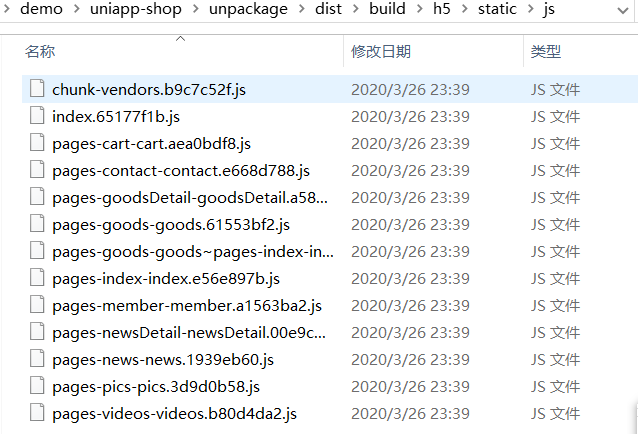 demo > uniapp-shop > unpackage > dist > build > h5 > static > js
名称 修改日期 类型
chunk-vendors.b9c7c52f.js 2020/3/26 23:39 JS 文件
index.65177f1b.js 2020/3/26 23:39 JS 文件
pages-cart-cart.aea0bdf8.js 2020/3/26 23:39 JS 文件
pages-contact-contact.e668d788.js 2020/3/26 23:39 JS 文件
pages-goodsDetail-goodsDetail.a58... 2020/3/26 23:39 JS 文件
pages-goods-goods.61553bf2.js 2020/3/26 23:39 JS 文件
pages-goods-goods~pages-index-in... 2020/3/26 23:39 JS 文件
pages-index-index.e56e897b.js 2020/3/26 23:39 JS 文件
pages-member-member.a1563ba2.js 2020/3/26 23:39 JS 文件
pages-newsDetail-newsDetail.00e9c... 2020/3/26 23:39 JS 文件
pages-news-news.1939eb60.js 2020/3/26 23:39 JS 文件
pages-pics-pics.3d9d0b58.js 2020/3/26 23:39 JS 文件
pages-videos-videos.b80d4da2.js 2020/3/26 23:39 JS 文件